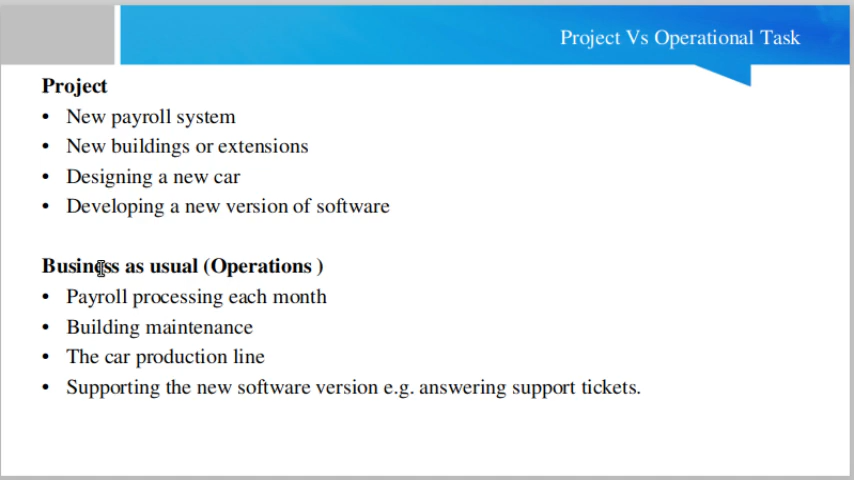 Project Vs Operational Task
Project
• New payroll system
• New buildings or extensions
• Designing a new car
• Developing a new version of software
Business as usual (Operations )
• Payroll processing each month
• Building maintenance
• The car production line
• Supporting the new software version e.g. answering support tickets.